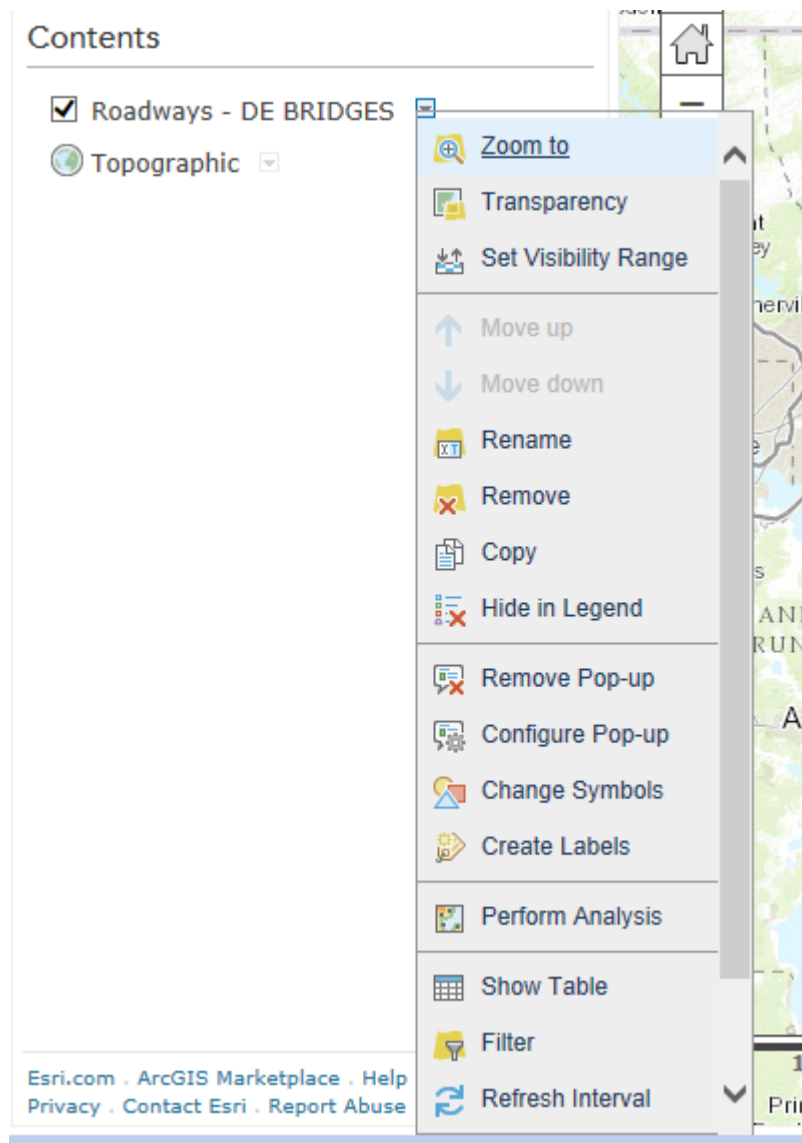 Contents
Roadways - DE BRIDGES
Topographic
Zoom to
Transparency
Set Visibility Range
Move up
Move down
Rename
Remove
Copy
Hide in Legend
Remove Pop-up
Configure Pop-up
Change Symbols
Create Labels
Perform Analysis
Show Table
Filter
Refresh Interval
Esri.com . ArcGIS Marketplace . Help
Privacy . Contact Esri . Report Abuse